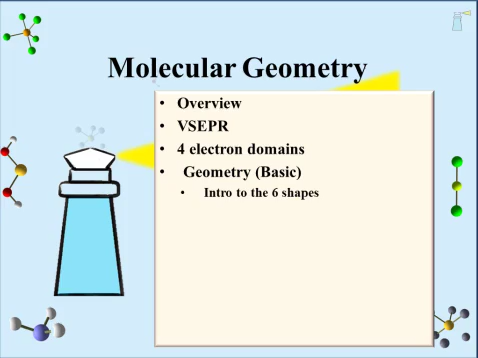 Molecular Geometry
• Overview
• VSEPR
• 4 electron domains
• Geometry (Basic)
• Intro to the 6 shapes